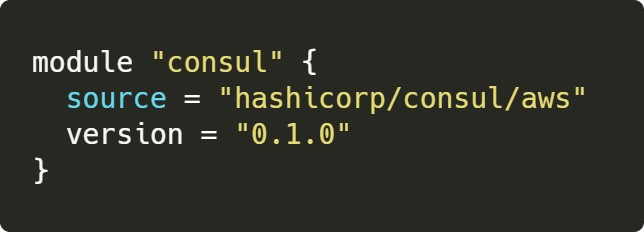 module "consul" {
  source = "hashicorp/consul/aws"
  version = "0.1.0"
}